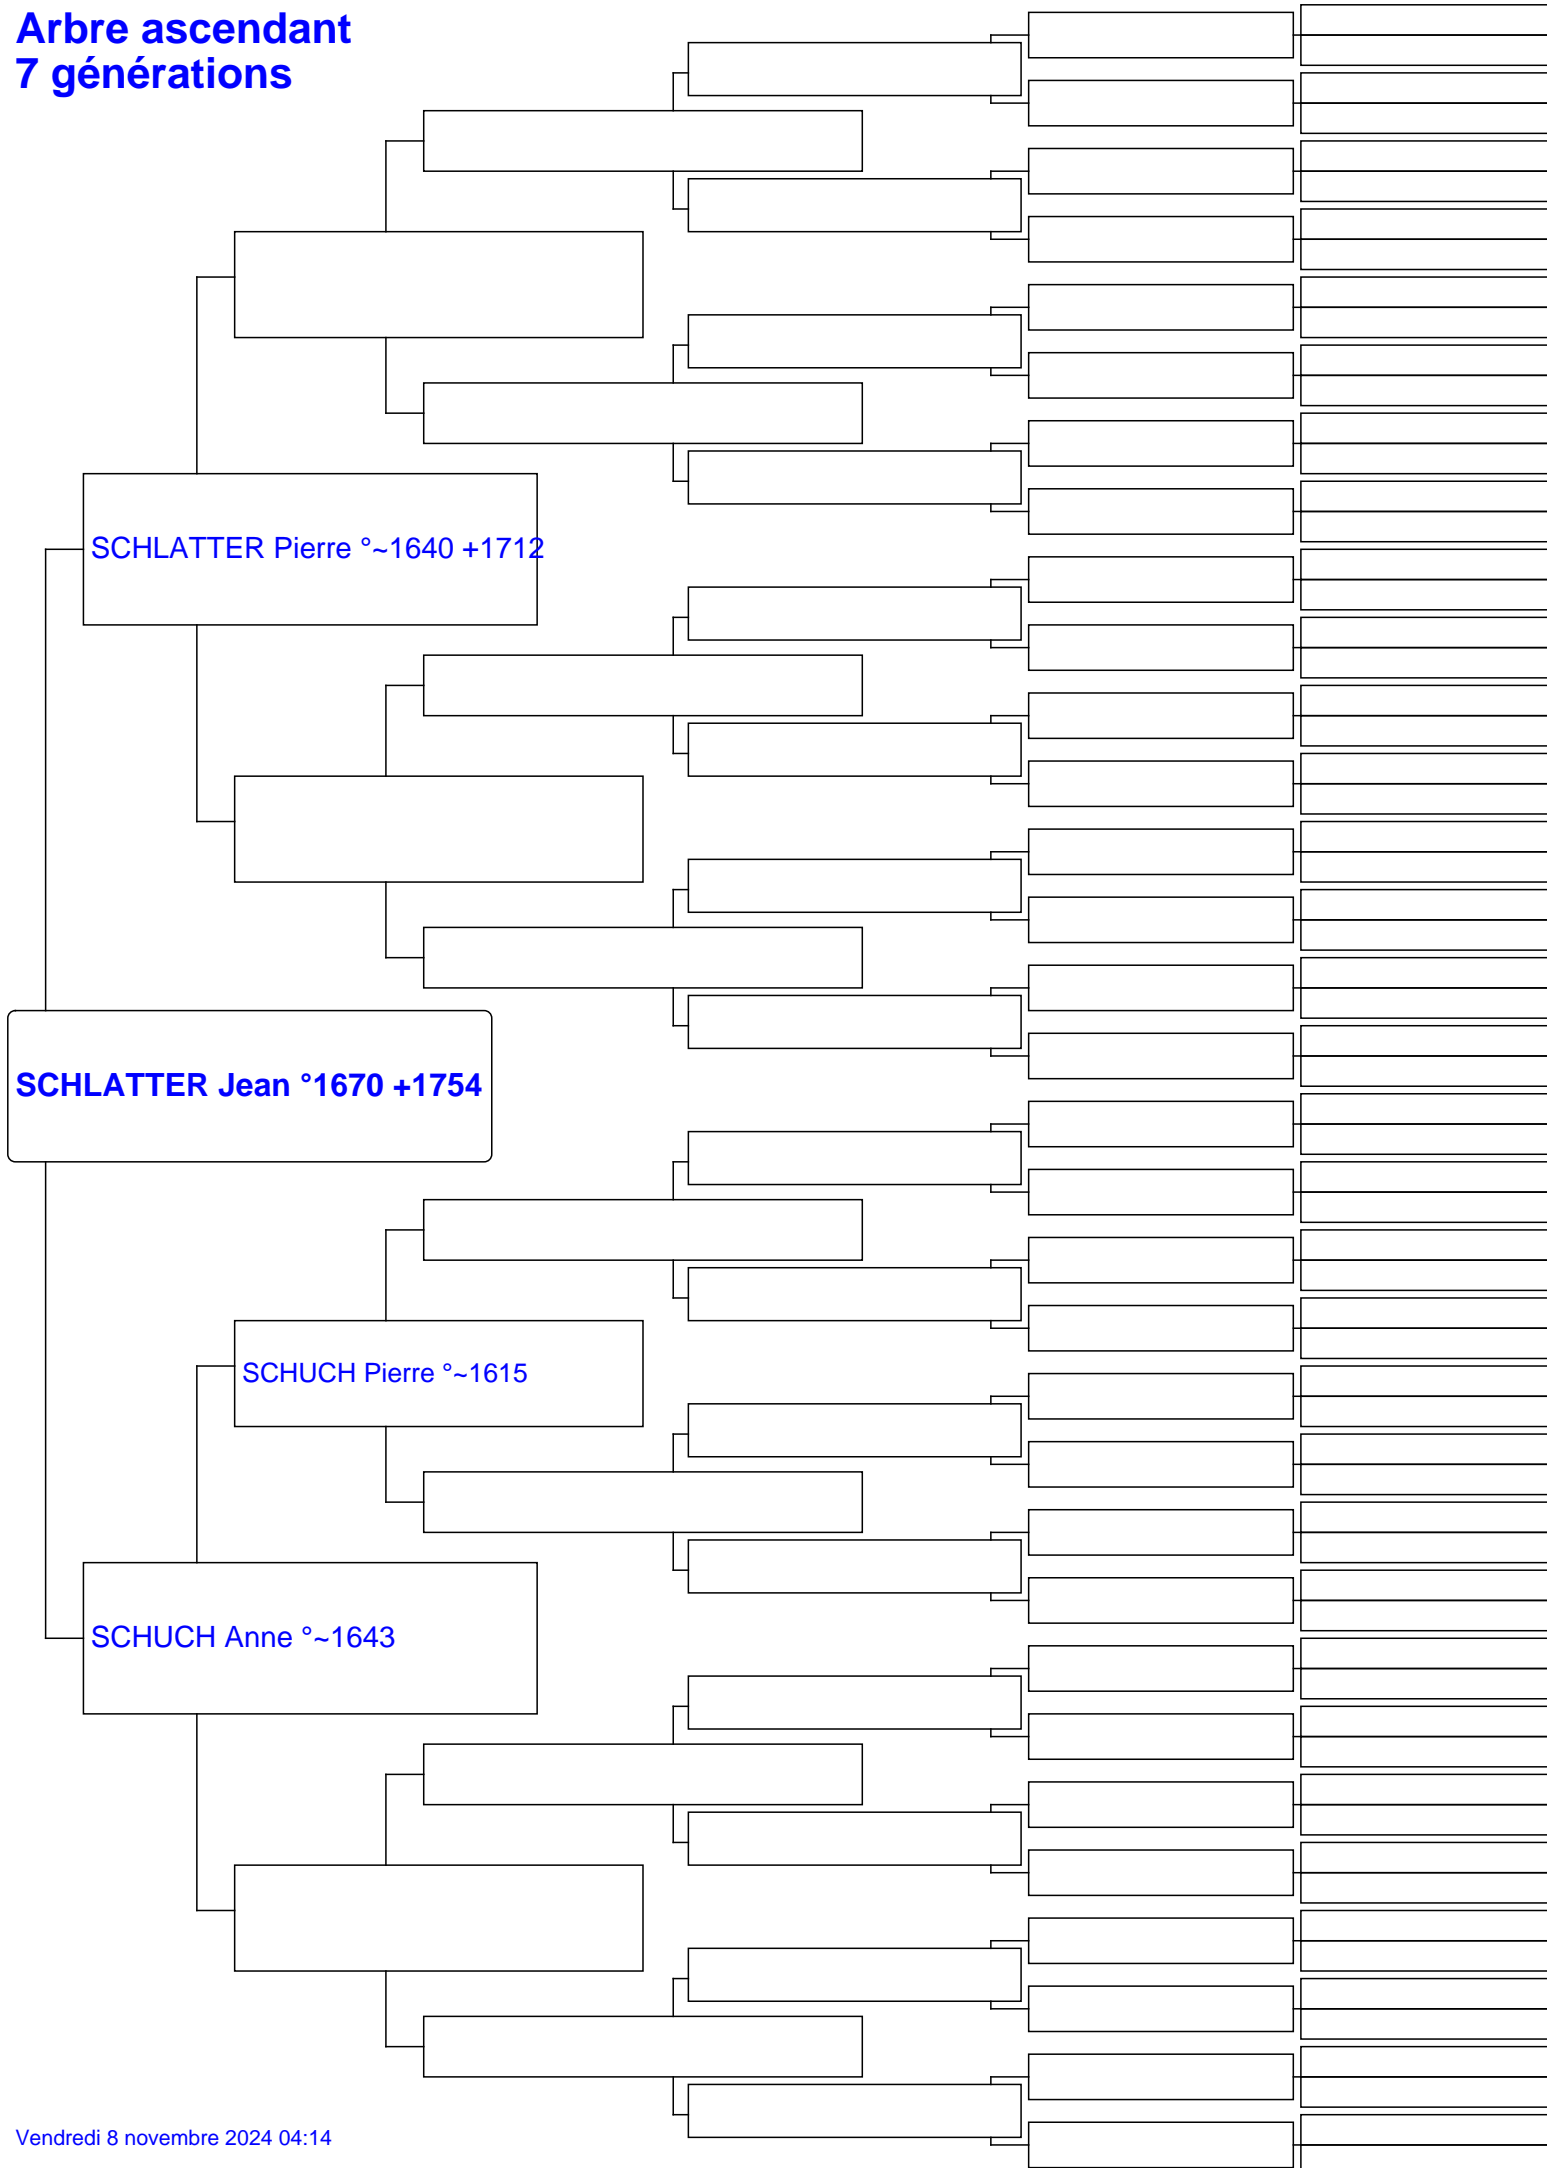 Arbre ascendant
7 générations
SCHLATTER Pierre °~1640 +1712
SCHLATTER Jean °1670 +1754
SCHUCH Pierre °~1615
SCHUCH Anne °~1643
Vendredi 8 novembre 2024 04:14